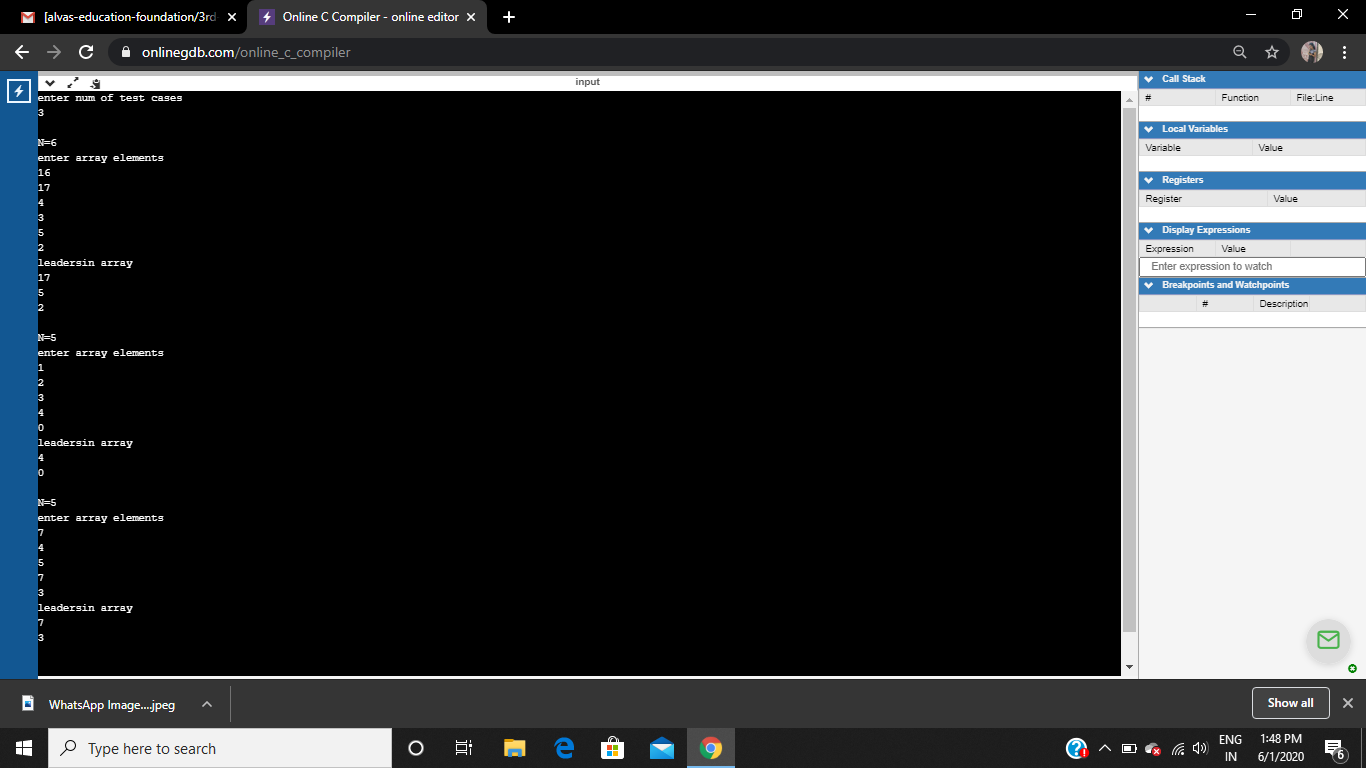 [alvas-education-foundation/3rd
Online C Compiler - online editor
onlinegdb.com/online_c_compiler
input
enter num of test cases
3
N=6
enter array elements
16
17
4
3
5
2
leadersin array
17
5
2
N=5
enter array elements
1
2
3
4
0
leadersin array
4
0
N=5
enter array elements
7
4
5
7
3
leadersin array
7
3
Call Stack
# Function File:Line
Local Variables
Variable Value
Registers
Register Value
Display Expressions
Expression Value
Enter expression to watch
Breakpoints and Watchpoints
# Description
WhatsApp Image....jpeg
Show all
Type here to search
ENG
IN
1:48 PM
6/1/2020
6